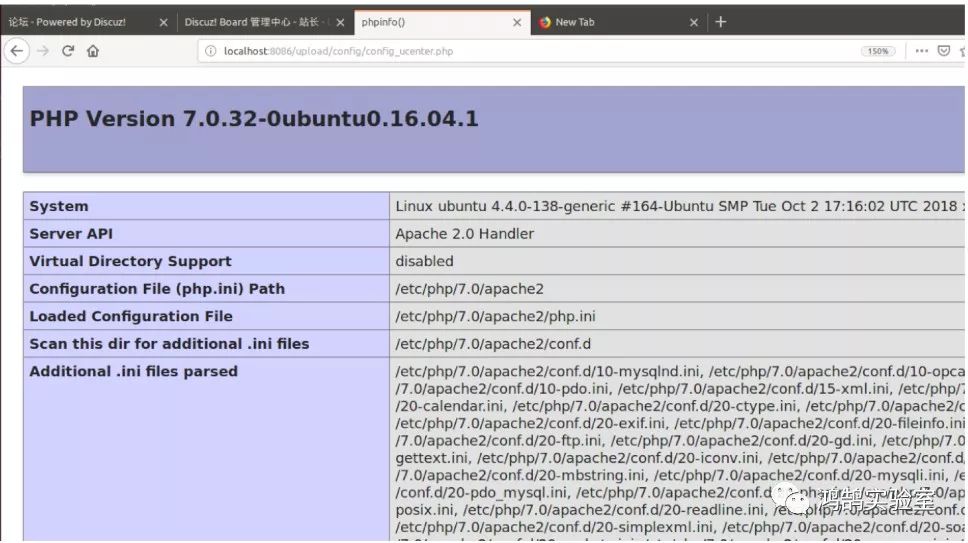 论坛 - Powered by Discuz!
Discuz! Board 管理中心 - 站长 -
phpinfo()
New Tab
localhost:8086/upload/config/config_ucenter.php
150%
PHP Version 7.0.32-0ubuntu0.16.04.1
System
Linux ubuntu 4.4.0-138-generic #164-Ubuntu SMP Tue Oct 2 17:16:02 UTC 2018
Server API
Apache 2.0 Handler
Virtual Directory Support
disabled
Configuration File (php.ini) Path
/etc/php/7.0/apache2
Loaded Configuration File
/etc/php/7.0/apache2/php.ini
Scan this dir for additional .ini files
/etc/php/7.0/apache2/conf.d
Additional .ini files parsed
/etc/php/7.0/apache2/conf.d/10-mysqlnd.ini, /etc/php/7.0/apache2/conf.d/10-opca
/7.0/apache2/conf.d/10-pdo.ini, /etc/php/7.0/apache2/conf.d/15-xml.ini, /etc/php
/20-calendar.ini, /etc/php/7.0/apache2/conf.d/20-ctype.ini, /etc/php/7.0/apache2/c
/etc/php/7.0/apache2/conf.d/20-exif.ini, /etc/php/7.0/apache2/conf.d/20-fileinfo.ini
/7.0/apache2/conf.d/20-ftp.ini, /etc/php/7.0/apache2/conf.d/20-gd.ini, /etc/php/7.0
gettext.ini, /etc/php/7.0/apache2/conf.d/20-iconv.ini, /etc/php/7.0/apache2/conf.d
/7.0/apache2/conf.d/20-mbstring.ini, /etc/php/7.0/apache2/conf.d/20-mysqli.ini, /e
/conf.d/20-pdo_mysql.ini, /etc/php/7.0/apache2/conf.d/20-phar.ini, /etc/php/7.0/ap
posix.ini, /etc/php/7.0/apache2/conf.d/20-readline.ini, /etc/php/7.0/apache2/conf.d
/etc/php/7.0/apache2/conf.d/20-simplexml.ini, /etc/php/7.0/apache2/conf.d/20-soa
鸿鹄实验室